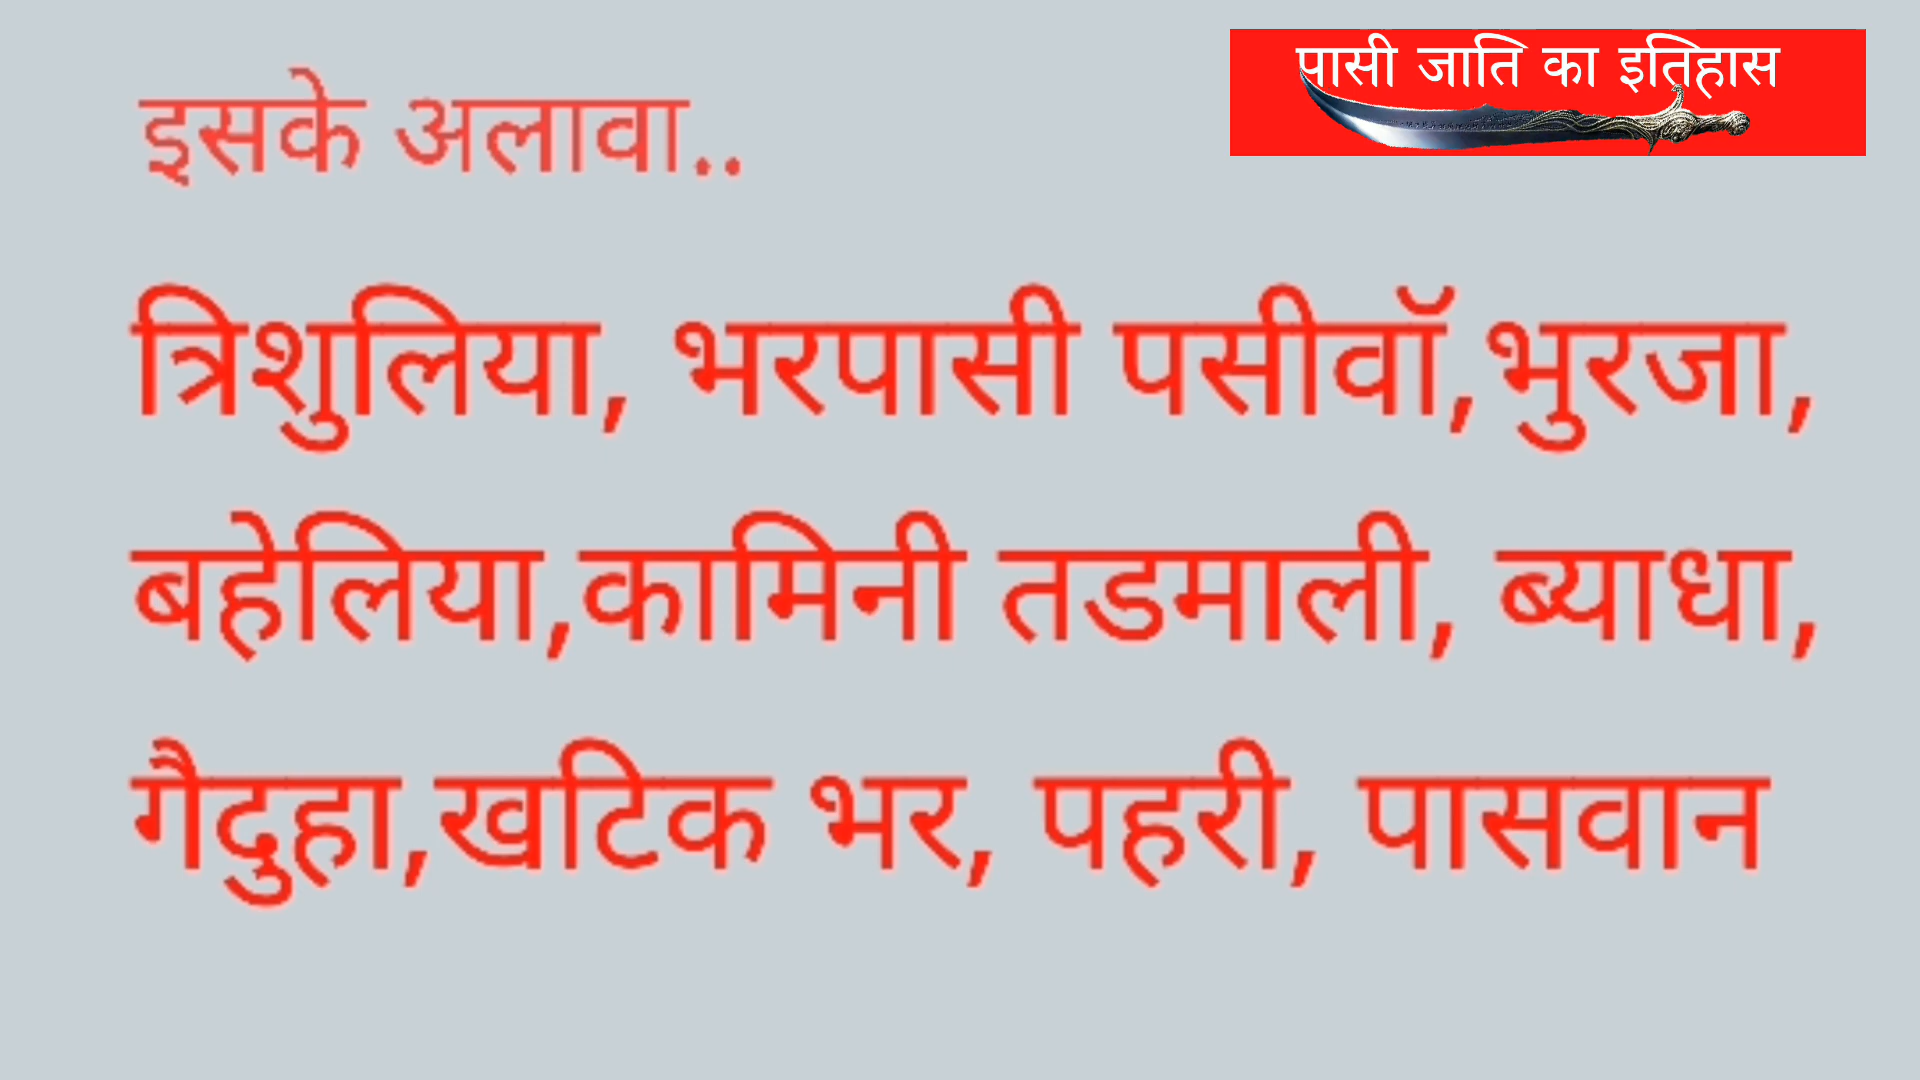 पासी जाति का इतिहास
इसके अलावा..
त्रिशुलिया, भरपासी पसीवॉ,भुरजा,
बहेलिया,कामिनी तडमाली, ब्याधा,
गैदुहा,खटिक भर, पहरी, पासवान